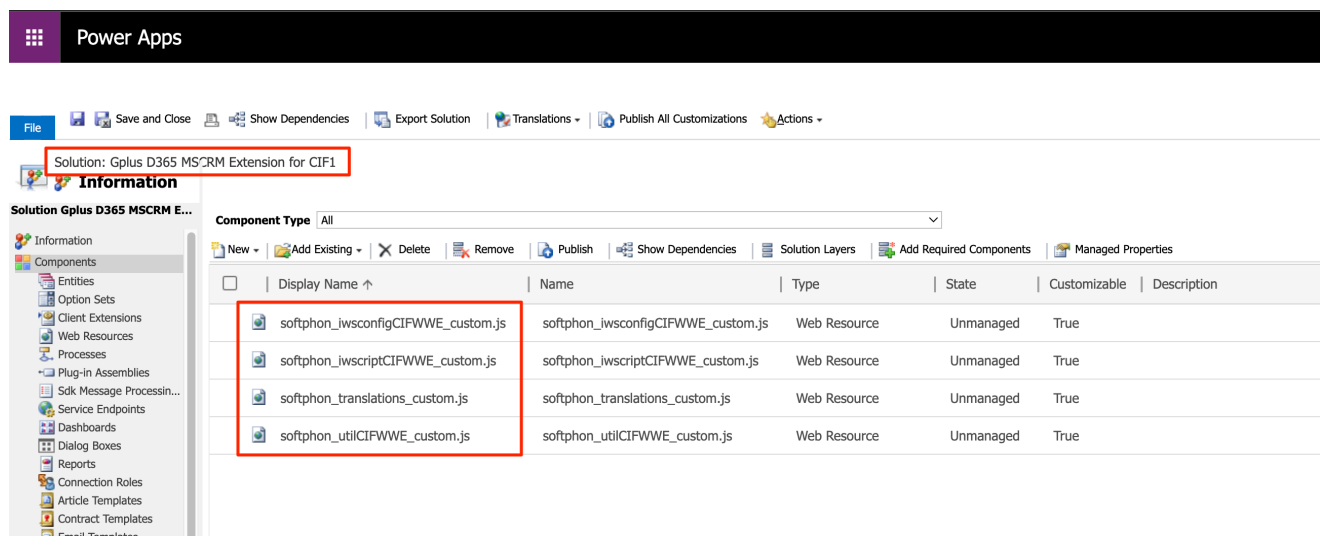 Power Apps
File
Save and Close
Show Dependencies
Export Solution
Translations
Publish All Customizations
Actions
Solution: Gplus D365 MSCRM Extension for CIF1
Information
Solution Gplus D365 MSCRM E...
Information
Components
Entities
Option Sets
Client Extensions
Web Resources
Processes
Plug-in Assemblies
Sdk Message Processin...
Service Endpoints
Dashboards
Dialog Boxes
Reports
Connection Roles
Article Templates
Contract Templates
Email Templates
Component Type All
New
Add Existing
Delete
Remove
Publish
Show Dependencies
Solution Layers
Add Required Components
Managed Properties
Display Name ↑ Name Type State Customizable Description
softphon_iwsconfigCIFWWE_custom.js softphon_iwsconfigCIFWWE_custom.js Web Resource Unmanaged True
softphon_iwscriptCIFWWE_custom.js softphon_iwscriptCIFWWE_custom.js Web Resource Unmanaged True
softphon_translations_custom.js softphon_translations_custom.js Web Resource Unmanaged True
softphon_utilCIFWWE_custom.js softphon_utilCIFWWE_custom.js Web Resource Unmanaged True